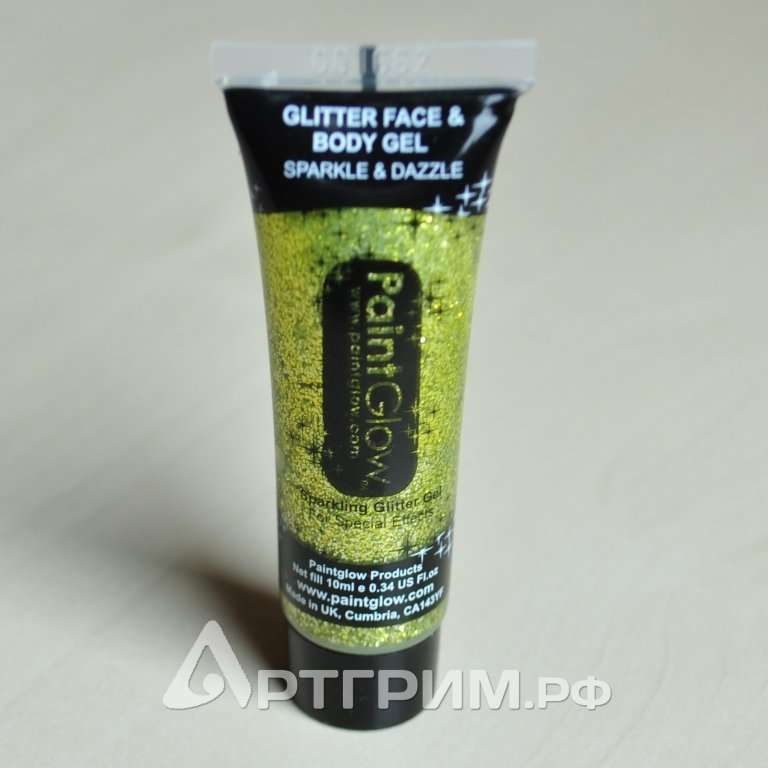 GLITTER FACE &
BODY GEL
SPARKLE & DAZZLE
PaintGlow
www.paintglow.com
Sparkling Glitter Gel
For Special Effects
Paintglow Products
Net fill 10ml e 0.34 US Fl.oz
www.paintglow.com
Made in UK, Cumbria, CA143YF
АРТГРИМ.РФ